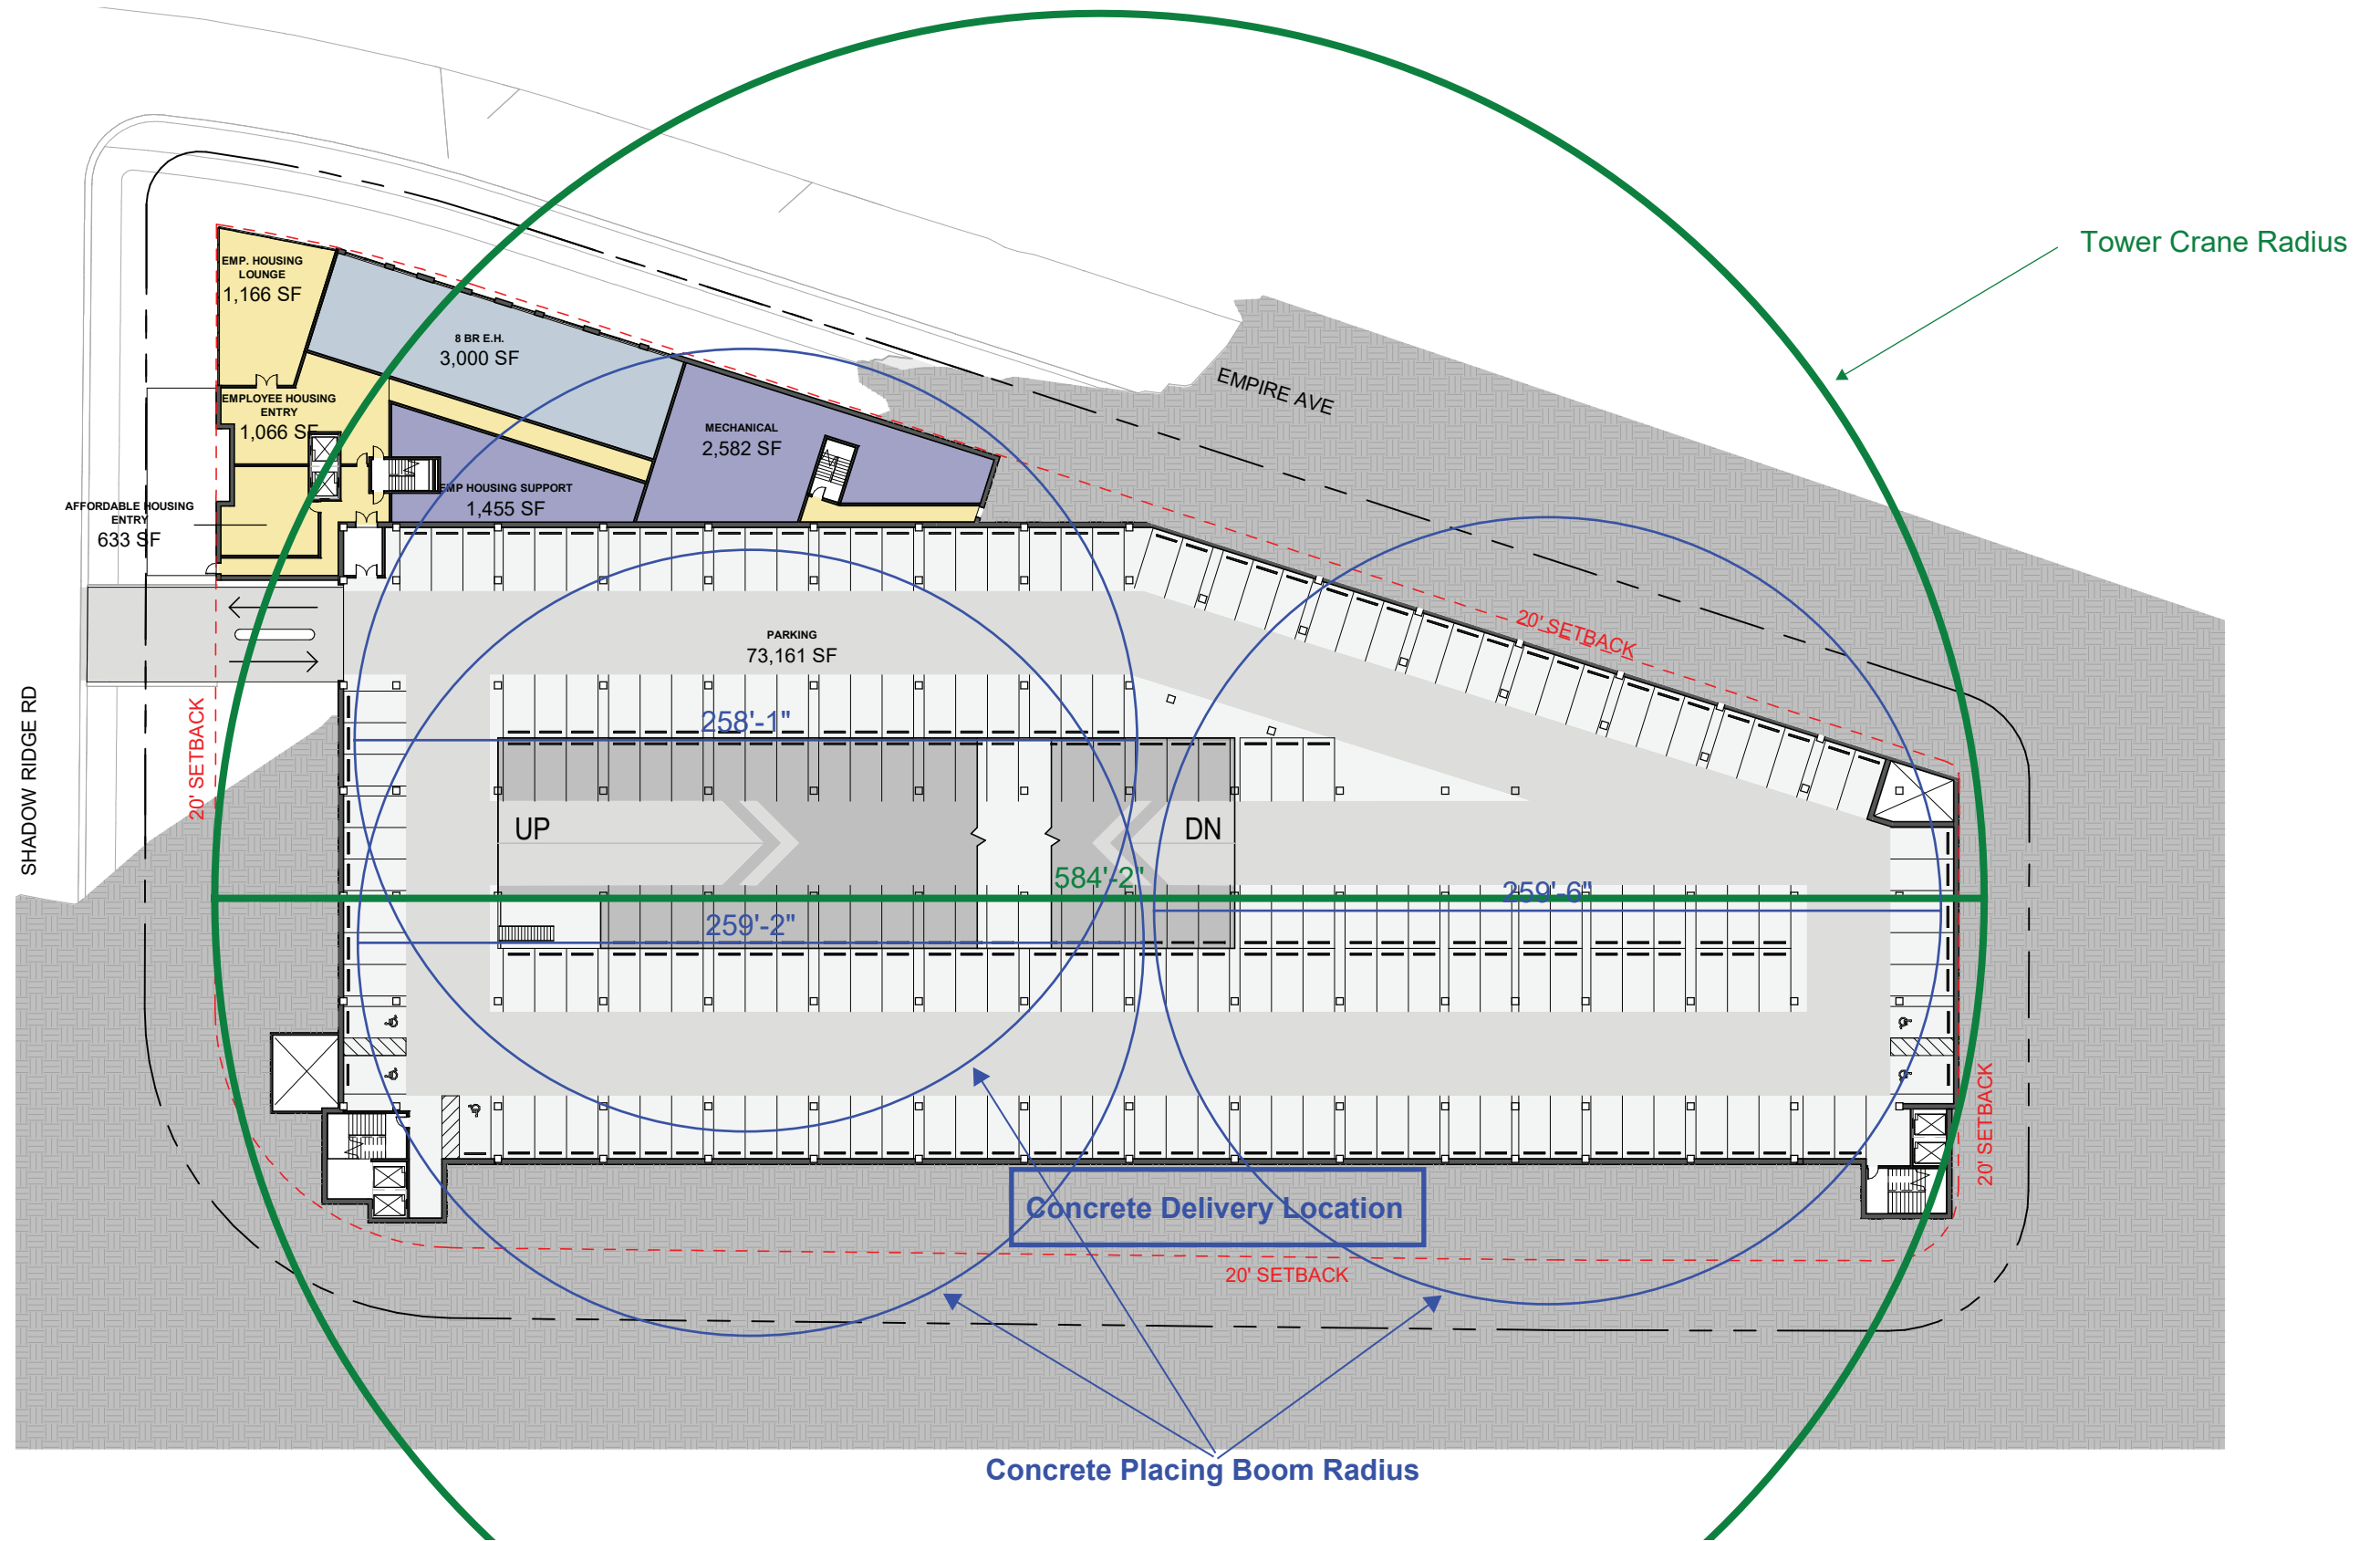 Tower Crane Radius
EMP. HOUSING
LOUNGE
1,166 SF
8 BR E.H.
3,000 SF
EMPIRE AVE
EMPLOYEE HOUSING
ENTRY
1,066 SF
MECHANICAL
2,582 SF
EMP HOUSING SUPPORT
1,455 SF
AFFORDABLE HOUSING
ENTRY
633 SF
20' SETBACK
PARKING
73,161 SF
SHADOW RIDGE RD
20' SETBACK
258'-1"
UP
DN
584'-2"
259'-6"
259'-2"
20' SETBACK
Concrete Delivery Location
20' SETBACK
Concrete Placing Boom Radius